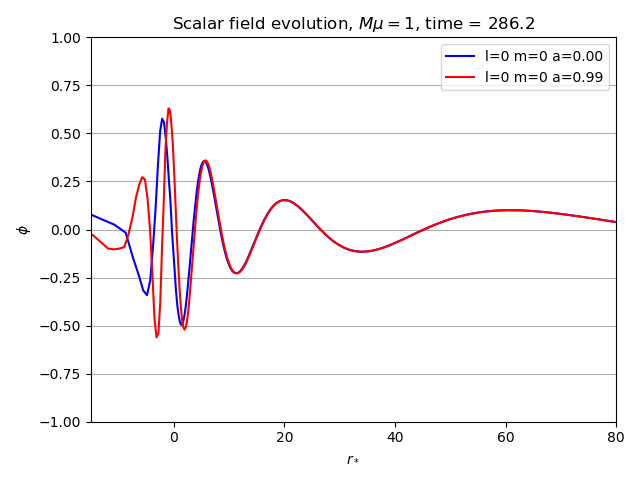 Scalar field evolution, Mμ = 1, time = 286.2
l=0 m=0 a=0.00
l=0 m=0 a=0.99
1.00
0.75
0.50
0.25
0.00
−0.25
−0.50
−0.75
−1.00
ϕ
0 20 40 60 80
r*